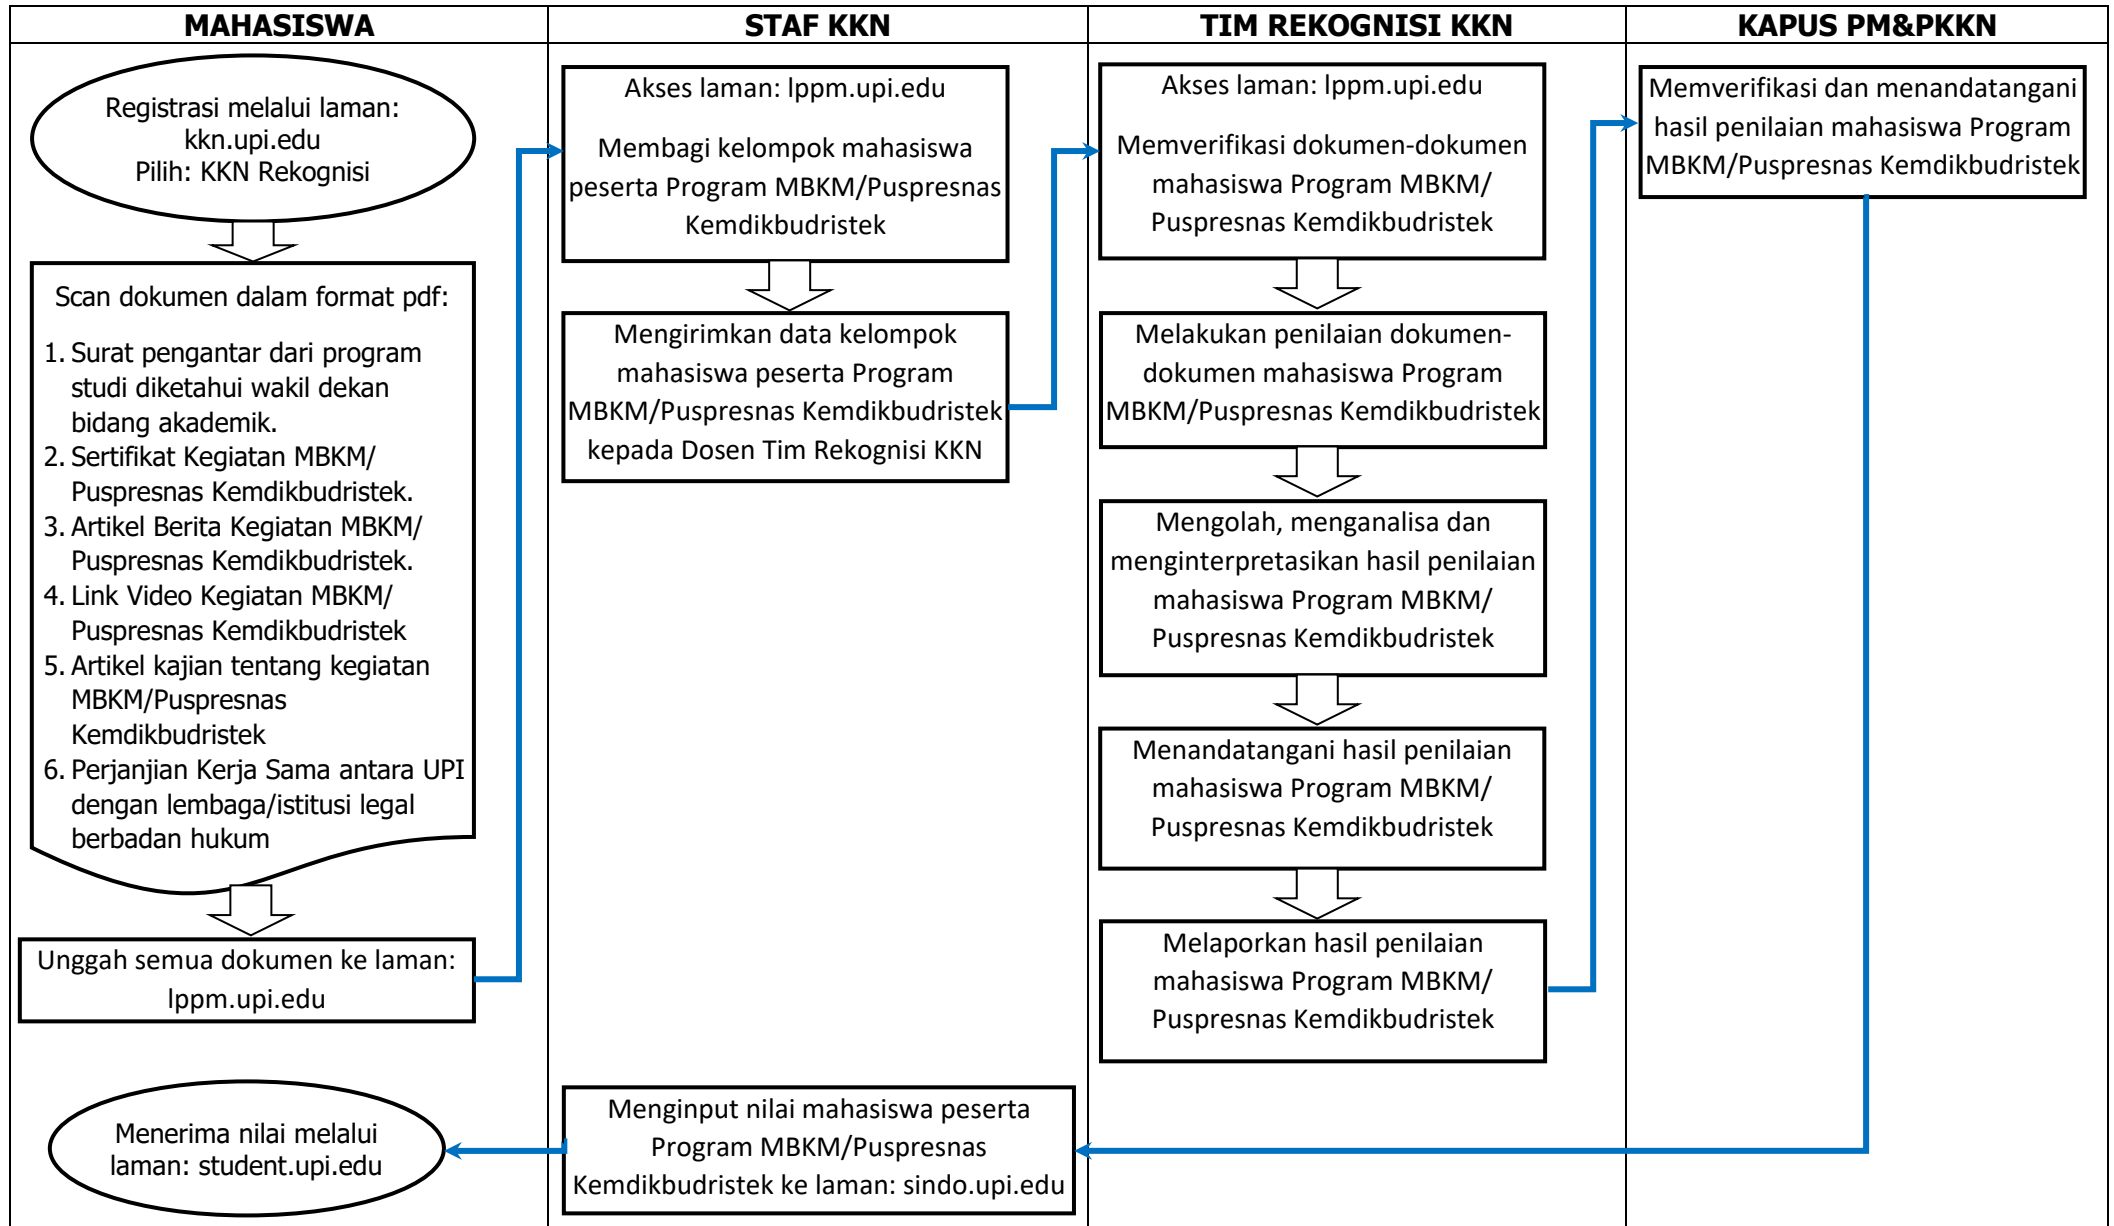 MAHASISWA
STAF KKN
TIM REKOGNISI KKN
KAPUS PM&PKKN
Registrasi melalui laman:
kkn.upi.edu
Pilih: KKN Rekognisi
Scan dokumen dalam format pdf:
1. Surat pengantar dari program
studi diketahui wakil dekan
bidang akademik.
2. Sertifikat Kegiatan MBKM/
Puspresnas Kemdikbudristek.
3. Artikel Berita Kegiatan MBKM/
Puspresnas Kemdikbudristek.
4. Link Video Kegiatan MBKM/
Puspresnas Kemdikbudristek
5. Artikel kajian tentang kegiatan
MBKM/Puspresnas
Kemdikbudristek
6. Perjanjian Kerja Sama antara UPI
dengan lembaga/istitusi legal
berbadan hukum
Unggah semua dokumen ke laman:
lppm.upi.edu
Akses laman: lppm.upi.edu
Membagi kelompok mahasiswa
peserta Program MBKM/Puspresnas
Kemdikbudristek
Mengirimkan data kelompok
mahasiswa peserta Program
MBKM/Puspresnas Kemdikbudristek
kepada Dosen Tim Rekognisi KKN
Akses laman: lppm.upi.edu
Memverifikasi dokumen-dokumen
mahasiswa Program MBKM/
Puspresnas Kemdikbudristek
Melakukan penilaian dokumen-
dokumen mahasiswa Program
MBKM/Puspresnas Kemdikbudristek
Mengolah, menganalisa dan
menginterpretasikan hasil penilaian
mahasiswa Program MBKM/
Puspresnas Kemdikbudristek
Menandatangani hasil penilaian
mahasiswa Program MBKM/
Puspresnas Kemdikbudristek
Melaporkan hasil penilaian
mahasiswa Program MBKM/
Puspresnas Kemdikbudristek
Memverifikasi dan menandatangani
hasil penilaian mahasiswa Program
MBKM/Puspresnas Kemdikbudristek
Menginput nilai mahasiswa peserta
Program MBKM/Puspresnas
Kemdikbudristek ke laman: sindo.upi.edu
Menerima nilai melalui
laman: student.upi.edu